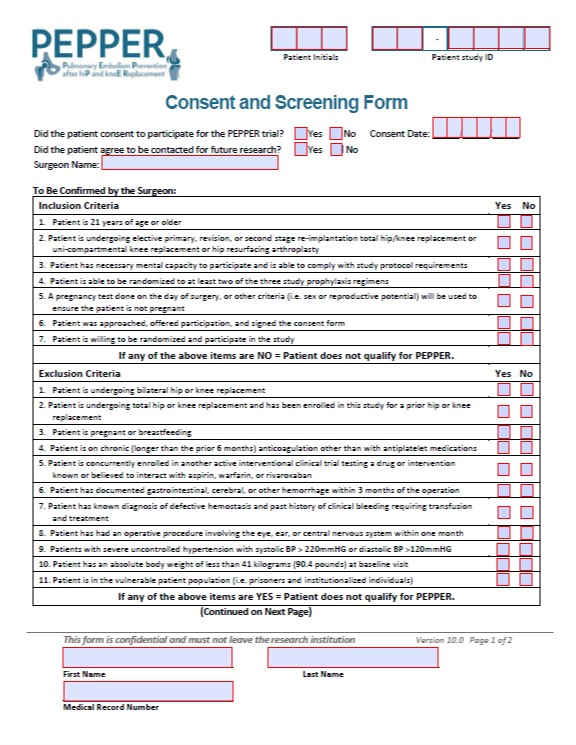 PEPPER
Pulmonary Embolism Prevention
after hiP and kneE Replacement
Patient Initials
-
Patient study ID
Consent and Screening Form
Did the patient consent to participate for the PEPPER trial? Yes No Consent Date:
Did the patient agree to be contacted for future research? Yes No
Surgeon Name:
To Be Confirmed by the Surgeon:
Inclusion Criteria Yes No
1. Patient is 21 years of age or older
2. Patient is undergoing elective primary, revision, or second stage re-implantation total hip/knee replacement or
uni-compartmental knee replacement or hip resurfacing arthroplasty
3. Patient has necessary mental capacity to participate and is able to comply with study protocol requirements
4. Patient is able to be randomized to at least two of the three study prophylaxis regimens
5. A pregnancy test done on the day of surgery, or other criteria (i.e. sex or reproductive potential) will be used to
ensure the patient is not pregnant
6. Patient was approached, offered participation, and signed the consent form
7. Patient is willing to be randomized and participate in the study
If any of the above items are NO = Patient does not qualify for PEPPER.
Exclusion Criteria Yes No
1. Patient is undergoing bilateral hip or knee replacement
2. Patient is undergoing total hip or knee replacement and has been enrolled in this study for a prior hip or knee
replacement
3. Patient is pregnant or breastfeeding
4. Patient is on chronic (longer than the prior 6 months) anticoagulation other than with antiplatelet medications
5. Patient is concurrently enrolled in another active interventional clinical trial testing a drug or intervention
known or believed to interact with aspirin, warfarin, or rivaroxaban
6. Patient has documented gastrointestinal, cerebral, or other hemorrhage within 3 months of the operation
7. Patient has known diagnosis of defective hemostasis and past history of clinical bleeding requiring transfusion
and treatment
8. Patient has had an operative procedure involving the eye, ear, or central nervous system within one month
9. Patients with severe uncontrolled hypertension with systolic BP > 220mmHG or diastolic BP >120mmHG
10. Patient has an absolute body weight of less than 41 kilograms (90.4 pounds) at baseline visit
11. Patient is in the vulnerable patient population (i.e. prisoners and institutionalized individuals)
If any of the above items are YES = Patient does not qualify for PEPPER.
(Continued on Next Page)
This form is confidential and must not leave the research institution Version 10.0 Page 1 of 2
First Name Last Name
Medical Record Number